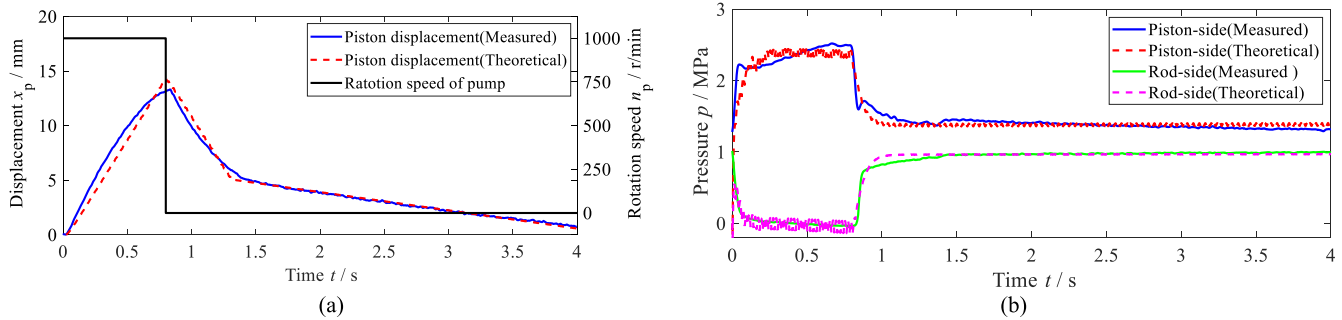 20
15
10
5
0
Displacement xp / mm
Piston displacement(Measured)
Piston displacement(Theoretical)
Ratotion speed of pump
1000
750
500
250
0
Rotation speed np / r/min
0 0.5 1 1.5 2 2.5 3 3.5 4
Time t / s
(a)
3
2
1
0
Pressure p / MPa
Piston-side(Measured)
Piston-side(Theoretical)
Rod-side(Measured )
Rod-side(Theoretical)
0 0.5 1 1.5 2 2.5 3 3.5 4
Time t / s
(b)